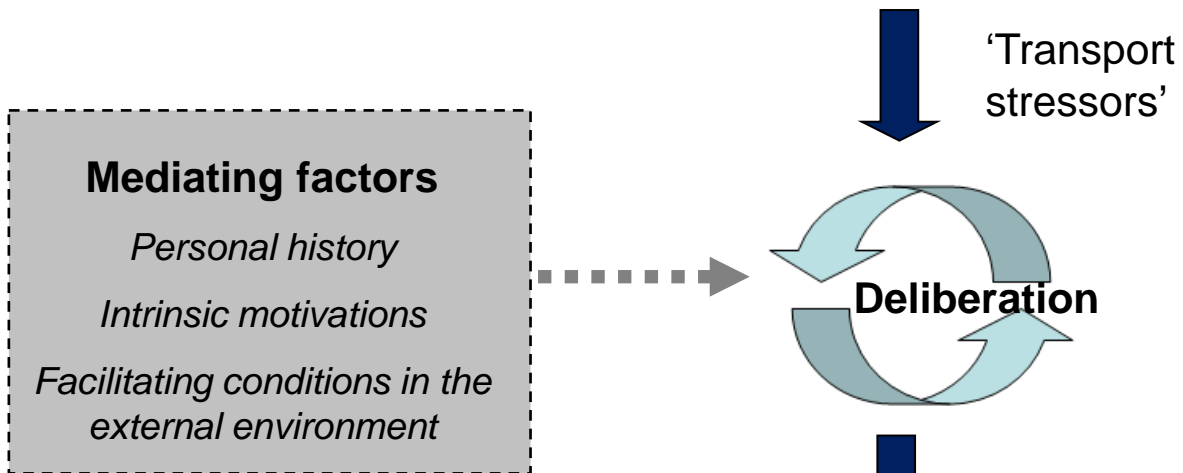 ‘Transport
stressors’
Mediating factors
Personal history
Intrinsic motivations
Facilitating conditions in the
external environment
Deliberation